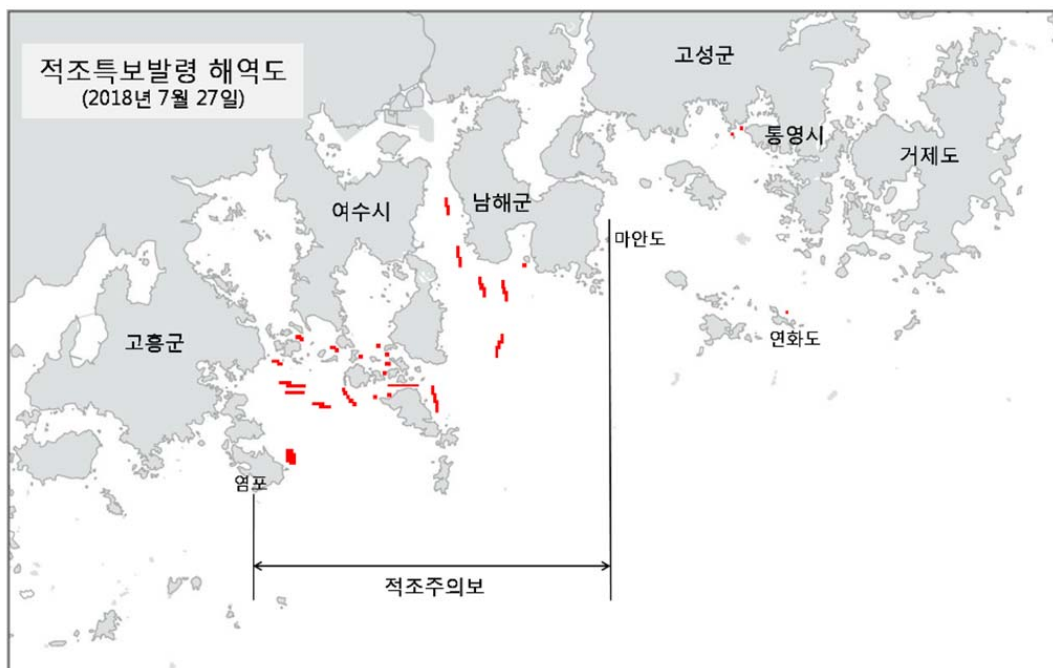 적조특보발령 해역도
(2018년 7월 27일)
고성군
통영시
거제도
여수시
남해군
마안도
고흥군
연화도
염포
적조주의보